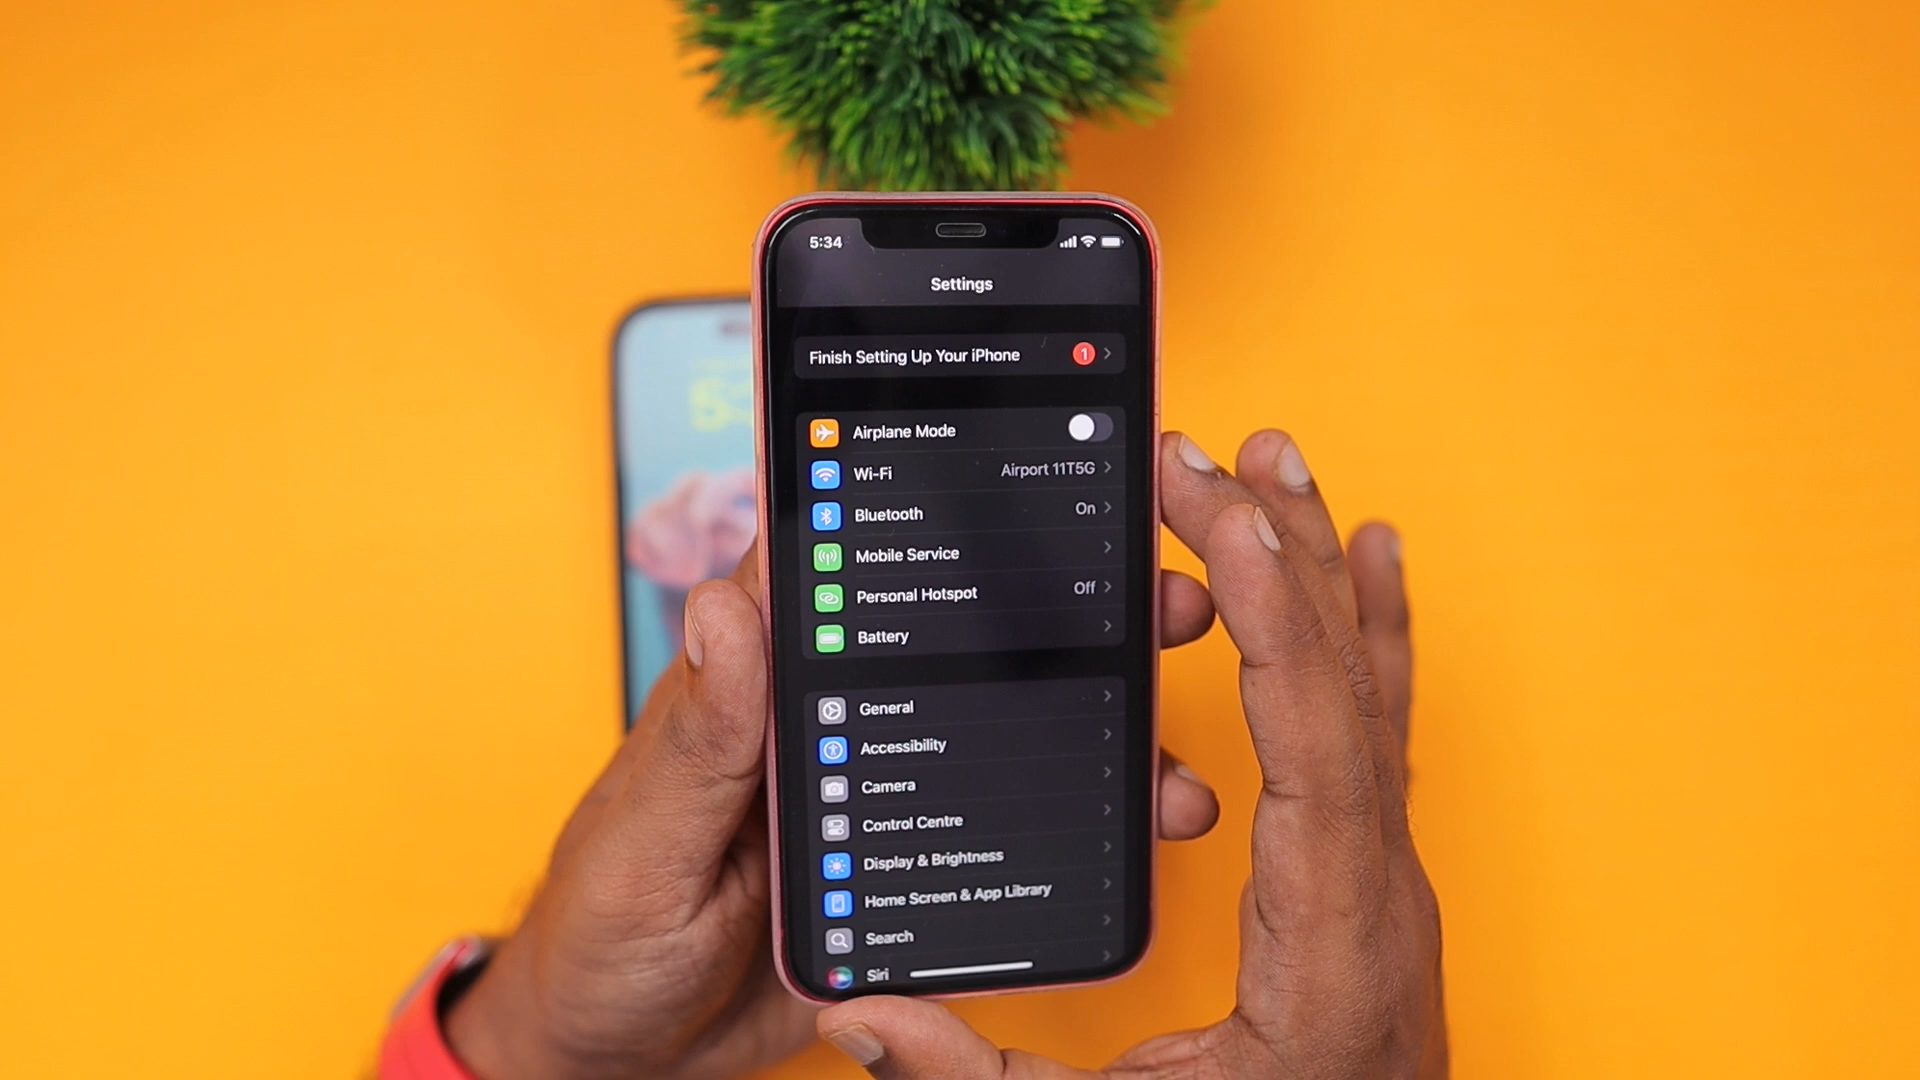 5:34
Settings
Finish Setting Up Your iPhone 1
Airplane Mode
Wi-Fi Airport 11T5G
Bluetooth On
Mobile Service
Personal Hotspot Off
Battery
General
Accessibility
Camera
Control Centre
Display & Brightness
Home Screen & App Library
Search
Siri